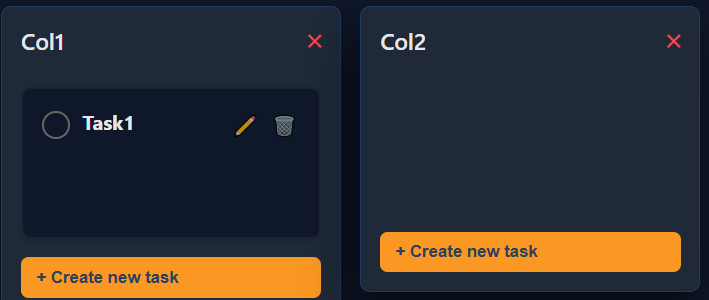 Col1
Task1
+ Create new task
Col2
+ Create new task